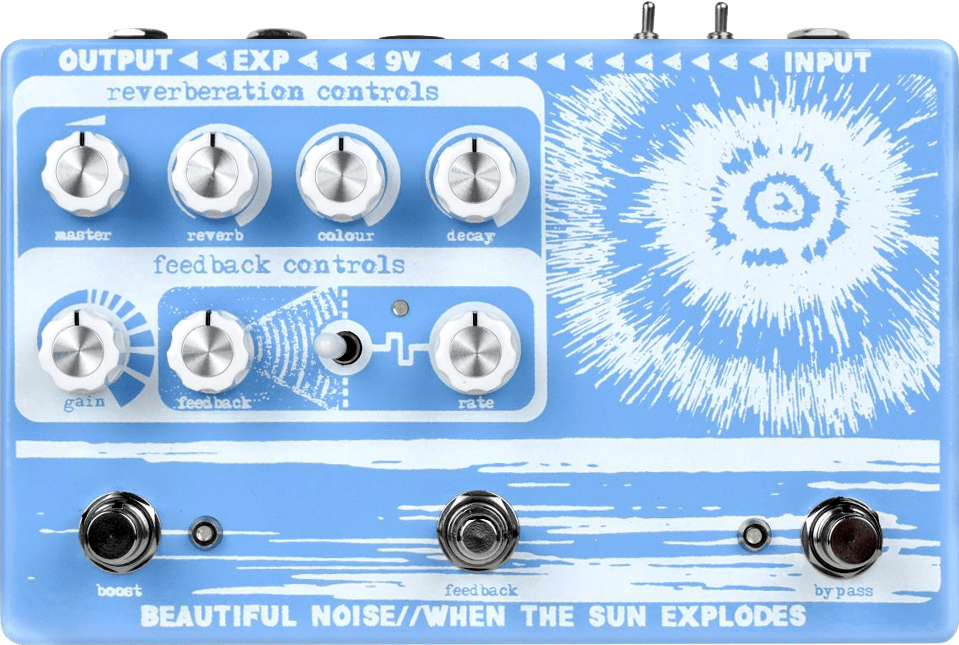 OUTPUT EXP 9V INPUT
reverberation controls
master reverb colour decay
feedback controls
gain feedback rate
boost feedback bypass
BEAUTIFUL NOISE//WHEN THE SUN EXPLODES